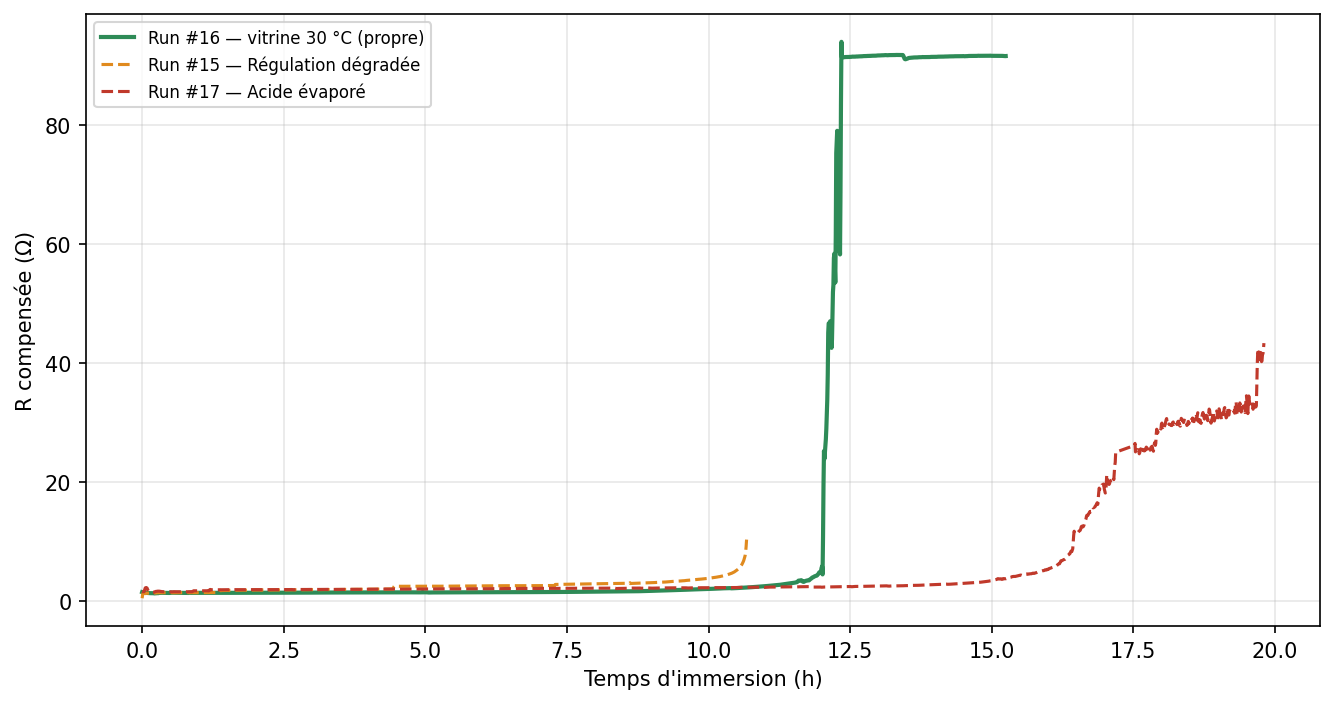 Run #16 — vitrine 30 °C (propre)
Run #15 — Régulation dégradée
Run #17 — Acide évaporé
R compensée (Ω)
80
60
40
20
0
0.0 2.5 5.0 7.5 10.0 12.5 15.0 17.5 20.0
Temps d'immersion (h)